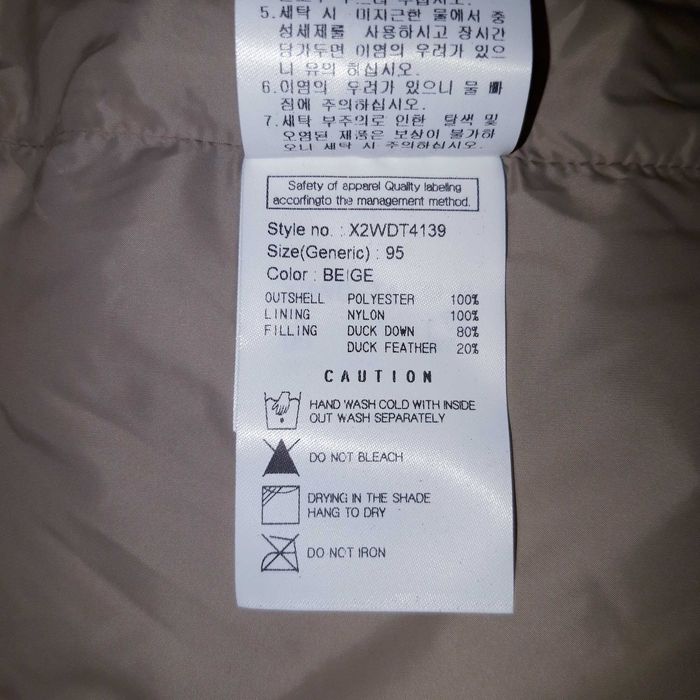 5.세탁 시 미지근한 물에서 중
성세제를 사용하시고 장시간
담가두면 이염의 우려가 있으
니 유의 하십시오.
6.이염의 우려가 있으니 물 빠
짐에 주의하십시오.
7.세탁 부주의로 인한 탈색 및
오염된 제품은 보상이 불가하
오니 세탁 시 주의하십시오.
Safety of apparel Quality labeling
accorfingto the management method.
Style no. : X2WDT4139
Size(Generic) : 95
Color : BEIGE
OUTSHELL POLYESTER 100%
LINING NYLON 100%
FILLING DUCK DOWN 80%
DUCK FEATHER 20%
CAUTION
HAND WASH COLD WITH INSIDE
OUT WASH SEPARATELY
DO NOT BLEACH
DRYING IN THE SHADE
HANG TO DRY
DO NOT IRON